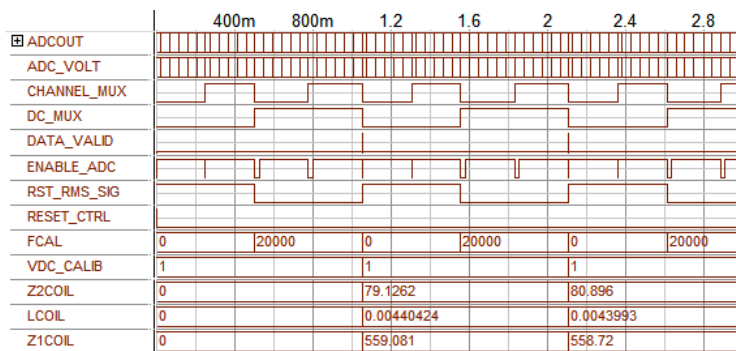 400m 800m 1.2 1.6 2 2.4 2.8
ADCOUT
ADC_VOLT
CHANNEL_MUX
DC_MUX
DATA_VALID
ENABLE_ADC
RST_RMS_SIG
RESET_CTRL
FCAL 0 20000 0 20000 0 20000
VDC_CALIB 1 1 1
Z2COIL 0 79.1262 80.896
LCOIL 0 0.00440424 0.0043993
Z1COIL 0 559.081 558.72